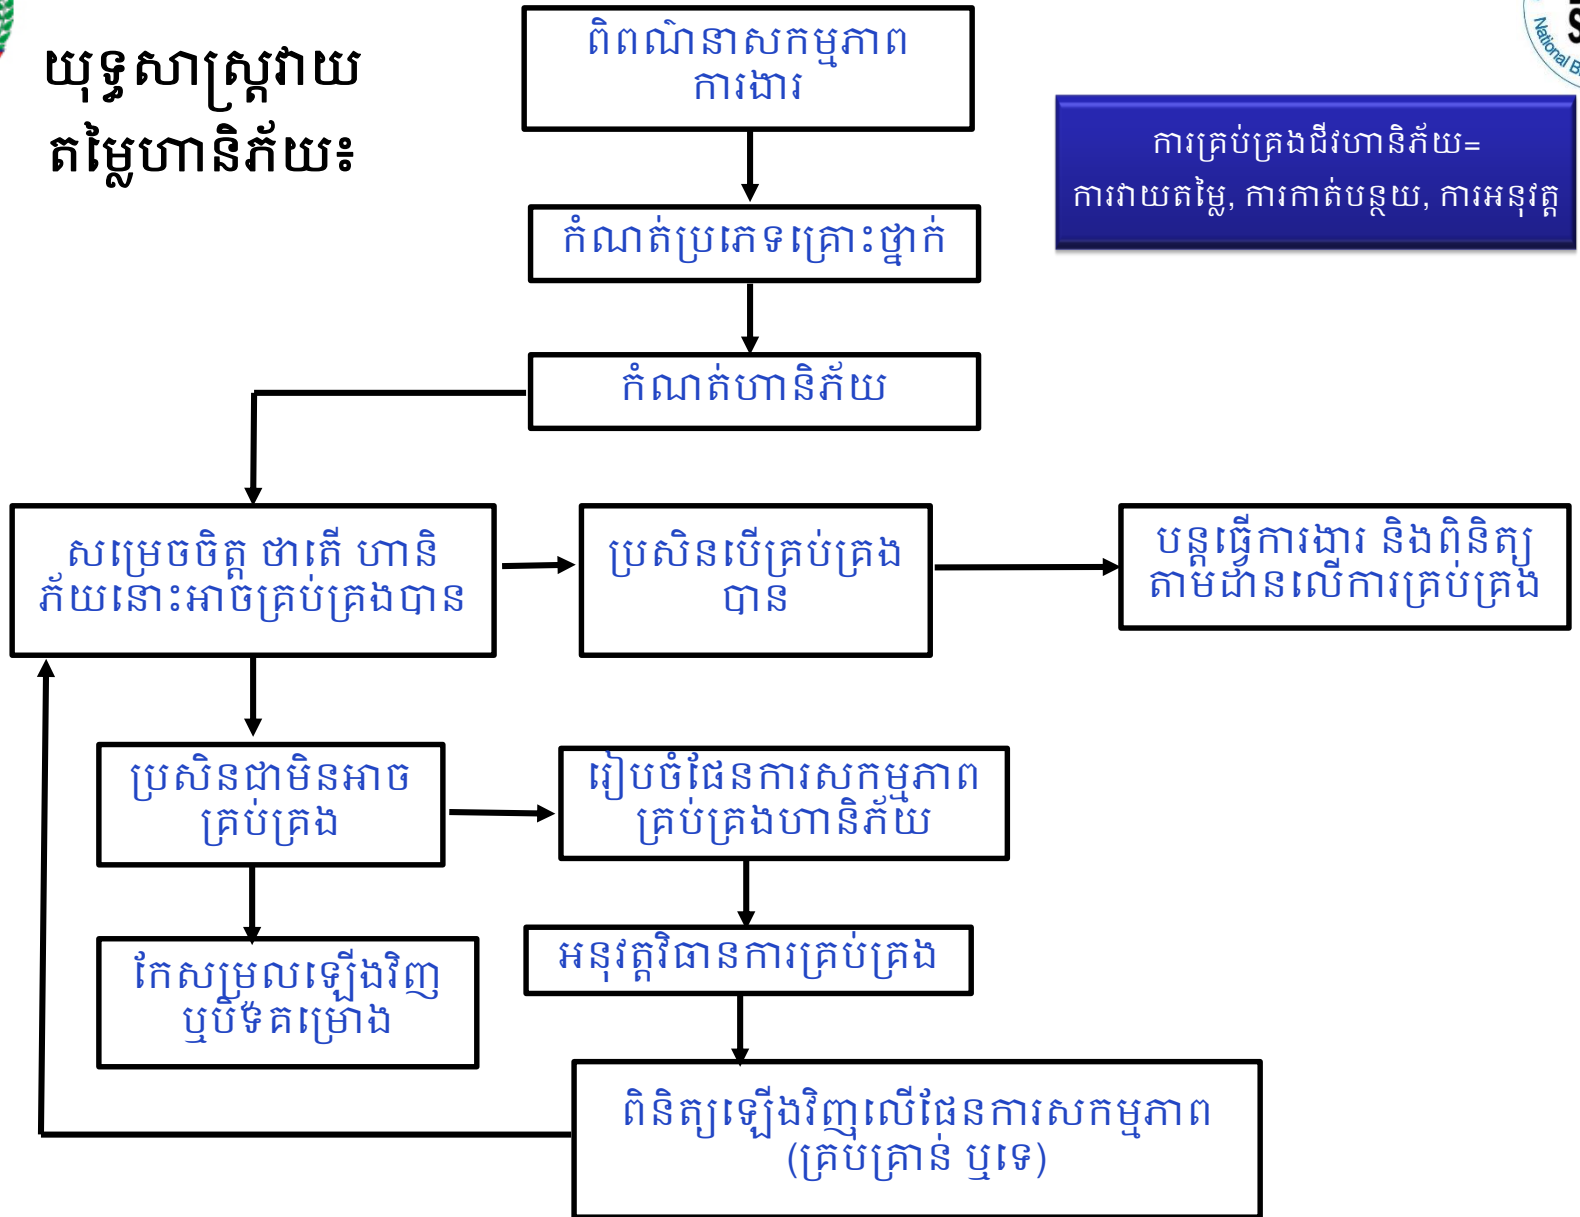 យុទ្ធសាស្ត្រវាយ
តម្លៃហានិភ័យ៖
ពិពណ៌នាសកម្មភាព
ការងារ
National B
ការគ្រប់គ្រងជីវហានិភ័យ=
ការវាយតម្លៃ, ការកាត់បន្ថយ, ការអនុវត្ត
កំណត់ប្រភេទគ្រោះថ្នាក់
កំណត់ហានិភ័យ
សម្រេចចិត្ត ថាតើ ហានិ
ភ័យនោះអាចគ្រប់គ្រងបាន
ប្រសិនបើគ្រប់គ្រង
បាន
បន្តធ្វើការងារ និងពិនិត្យ
តាមដានលើការគ្រប់គ្រង
ប្រសិនជាមិនអាច
គ្រប់គ្រង
រៀបចំផែនការសកម្មភាព
គ្រប់គ្រងហានិភ័យ
កែសម្រួលឡើងវិញ
ឬបិទគម្រោង
អនុវត្តវិធានការគ្រប់គ្រង
ពិនិត្យឡើងវិញលើផែនការសកម្មភាព
(គ្រប់គ្រាន់ ឬទេ)